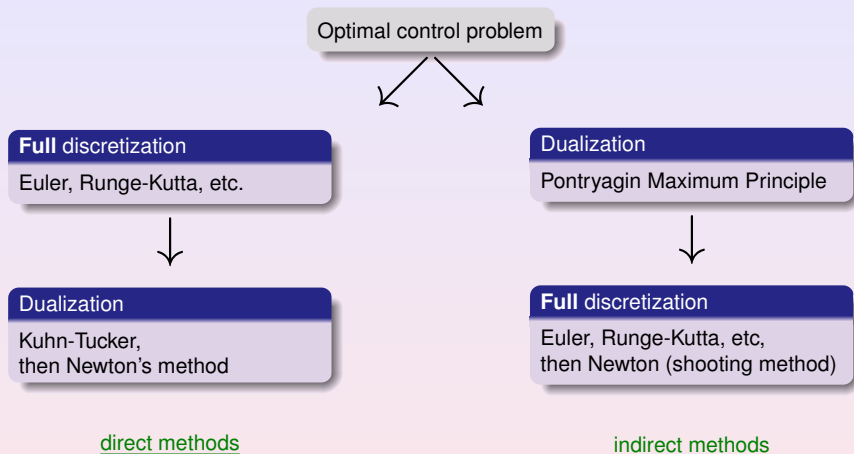 Optimal control problem
Full discretization
Euler, Runge-Kutta, etc.
Dualization
Kuhn-Tucker,
then Newton's method
direct methods
Dualization
Pontryagin Maximum Principle
Full discretization
Euler, Runge-Kutta, etc,
then Newton (shooting method)
indirect methods